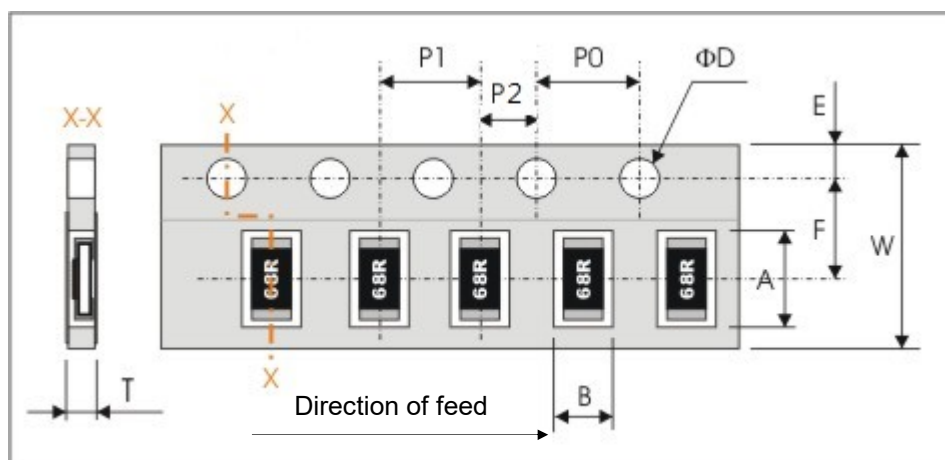 P1
P0
ΦD
P2
E
X-X
X
F
W
A
68R
68R
68R
68R
68R
X
T
B
Direction of feed